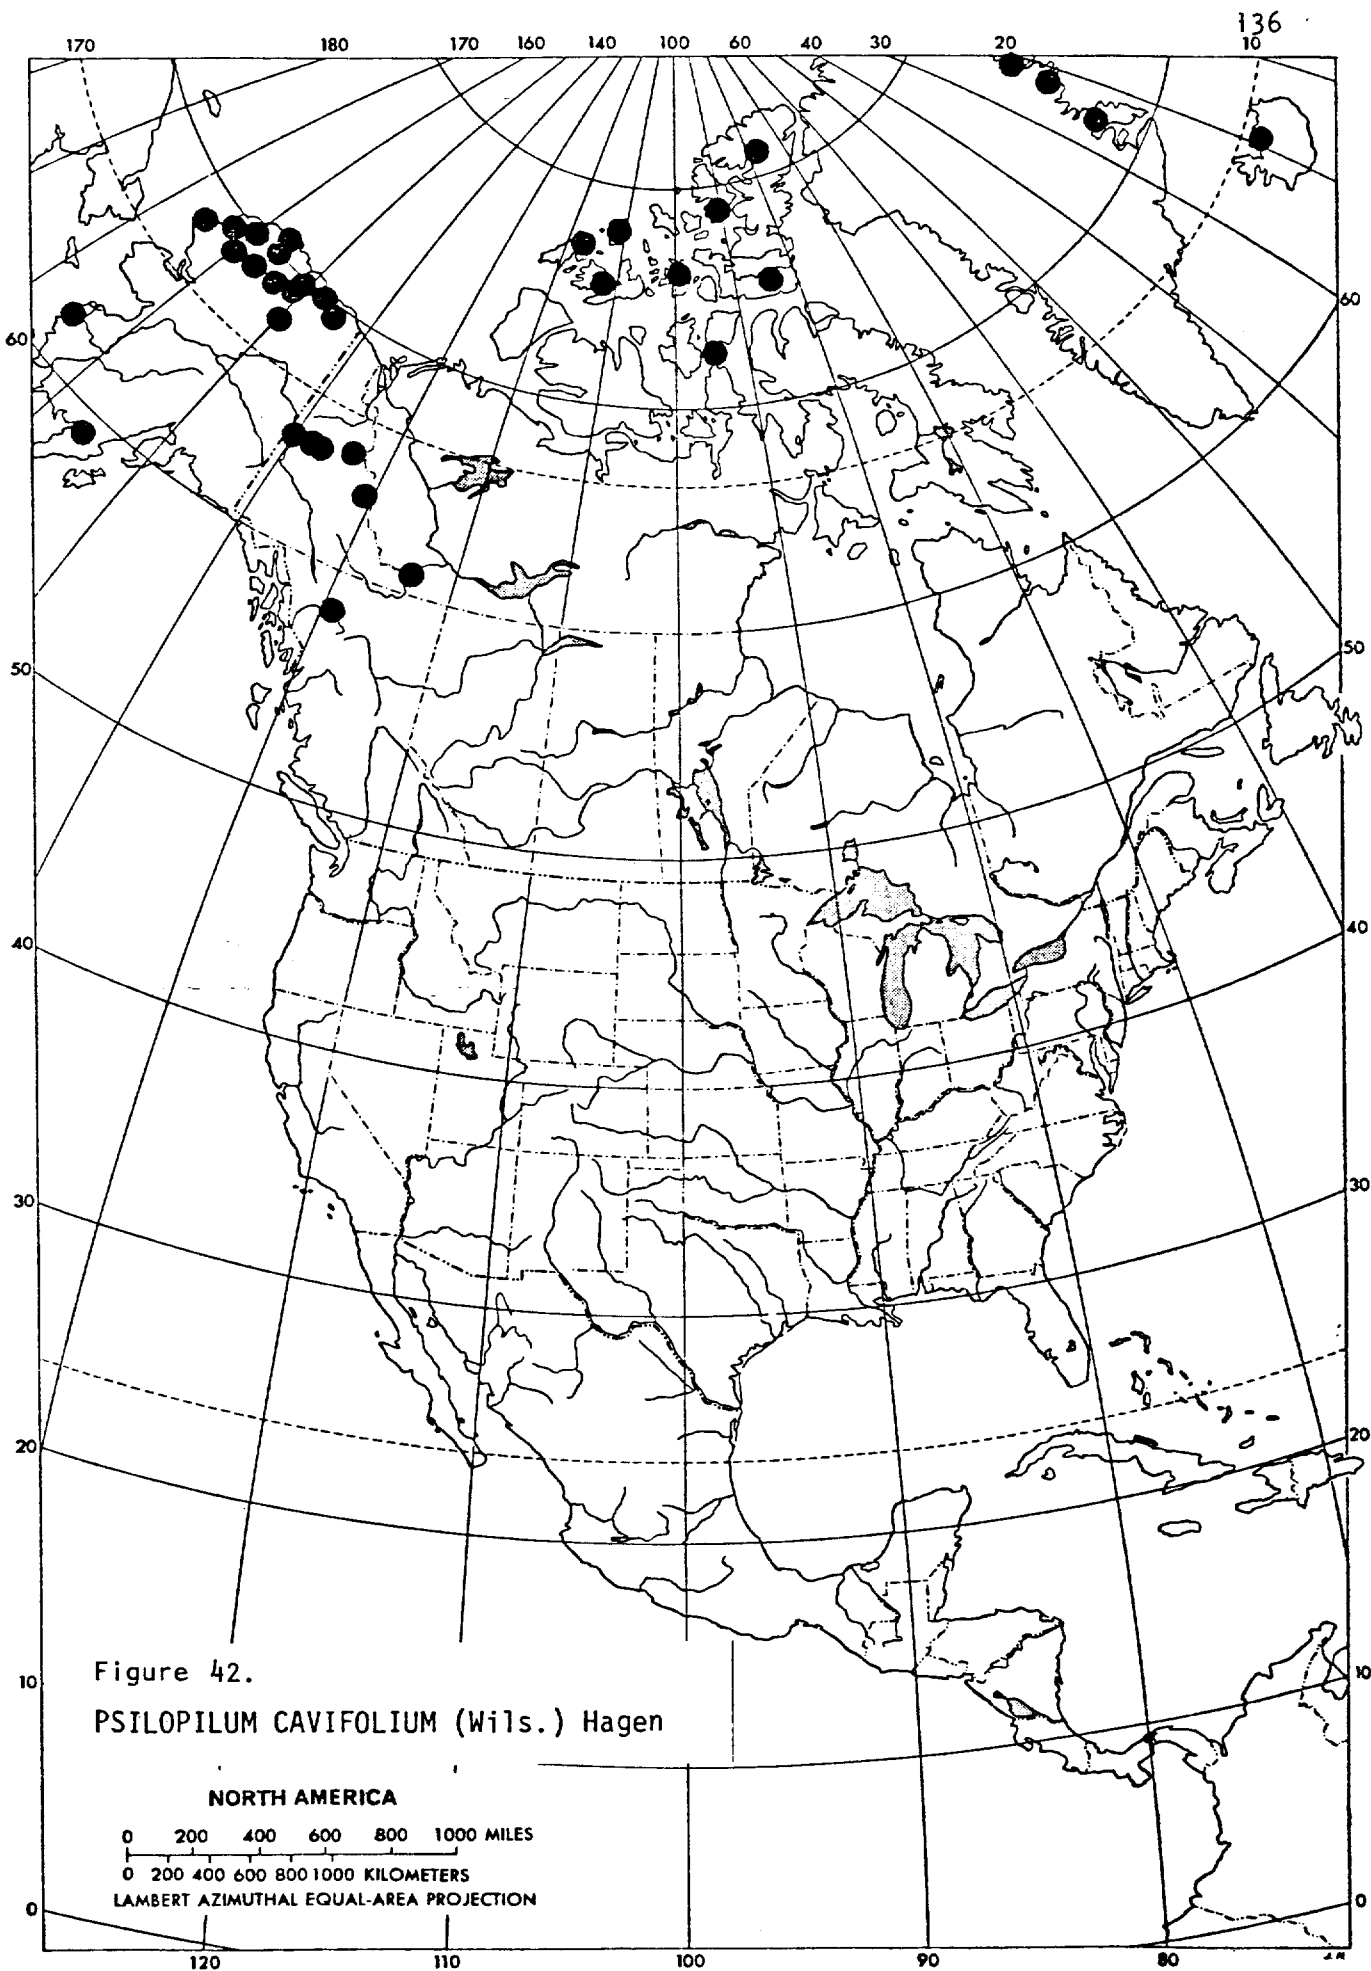 136
170 180 170 160 140 100 60 40 30 20 10
60 60
50 50
40 40
30 30
20 20
10 10
0 0
Figure 42.
PSILOPILUM CAVIFOLIUM (Wils.) Hagen
NORTH AMERICA
0 200 400 600 800 1000 MILES
0 200 400 600 800 1000 KILOMETERS
LAMBERT AZIMUTHAL EQUAL-AREA PROJECTION
120 110 100 90 80